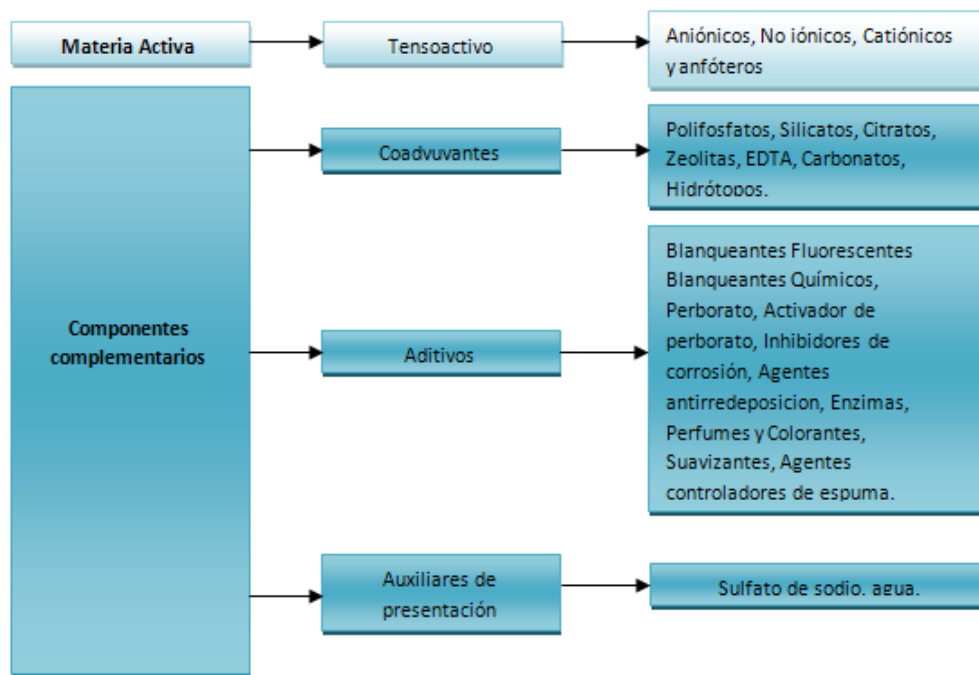 Materia Activa
Tensoactivo
Aniónicos, No iónicos, Catiónicos
y anfóteros
Coadvuvantes
Polifosfatos, Silicatos, Citratos,
Zeolitas, EDTA, Carbonatos,
Hidrótopos.
Componentes
complementarios
Aditivos
Blanqueantes Fluorescentes
Blanqueantes Químicos,
Perborato, Activador de
perborato, Inhibidores de
corrosión, Agentes
antirredeposicion, Enzimas,
Perfumes y Colorantes,
Suavizantes, Agentes
controladores de espuma.
Auxiliares de
presentación
Sulfato de sodio, agua.